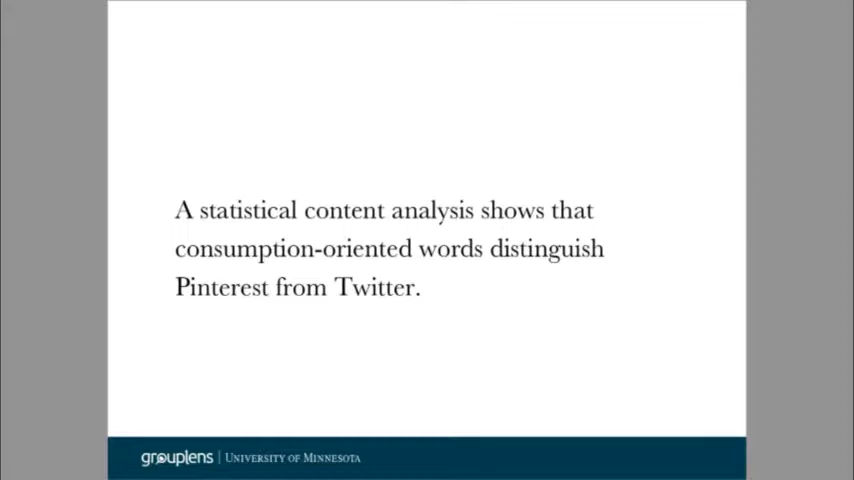 A statistical content analysis shows that
consumption-oriented words distinguish
Pinterest from Twitter.
grouplens | UNIVERSITY OF MINNESOTA